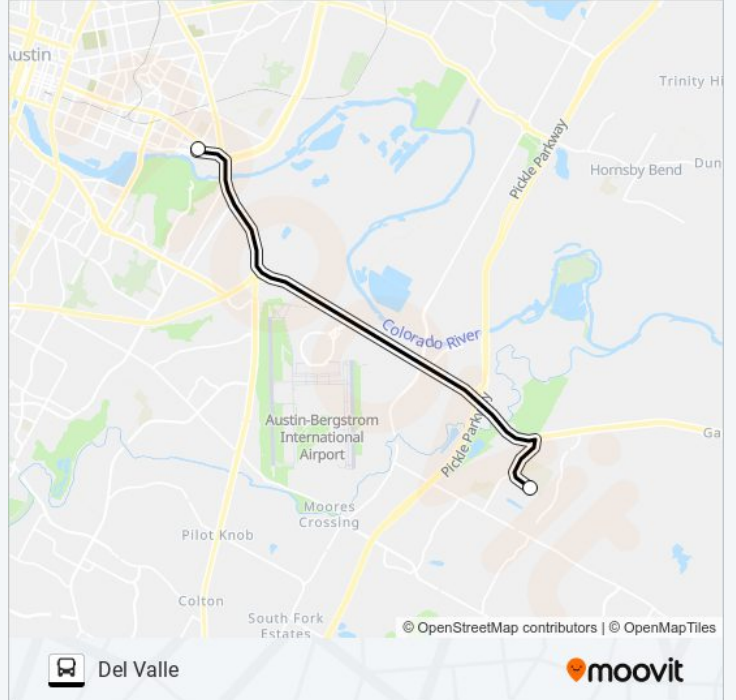 Austin
Trinity Hi
Pickle Parkway
Hornsby Bend
Dun
Colorado River
Austin-Bergstrom
International
Airport
Pickle Parkway
Ga
Moores
Crossing
Pilot Knob
Colton
South Fork
Estates
© OpenStreetMap contributors | © OpenMapTiles
Del Valle
moovit